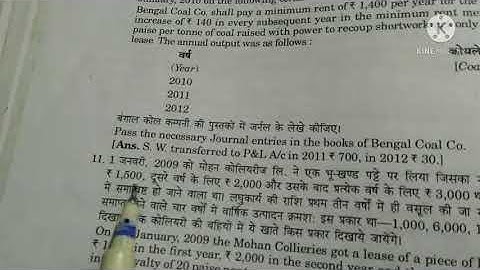 Bengal Coal Co. shall pay a minimum rent of ₹ 1,400 per year for the
increase of ₹ 140 in every subsequent year in the minimum rent
paise per tonne of coal raised with power to recoup shortworkings only
lease. The annual output was as follows :
वर्ष
कोयले
(Year)
[Coa
2010
2011
2012
बंगाल कोल कम्पनी की पुस्तकों में जर्नल के लेखे कीजिए।
Pass the necessary Journal entries in the books of Bengal Coal Co.
[Ans. S. W. transferred to P&L A/c in 2011 ₹ 700, in 2012 ₹ 30.]
11. 1 जनवरी, 2009 को मोहन कोलियरीज लि. ने एक भू-खण्ड पट्टे पर लिया जिसका
₹ 1,500, दूसरे वर्ष के लिए ₹ 2,000 और उसके बाद प्रत्येक वर्ष के लिए ₹ 3,000 था
में हो जाने वाला था। लघुकार्य की राशि प्रथम तीन वर्षों में ही वसूल की जा
वाले चार वर्षों में वार्षिक उत्पादन क्रमशः इस प्रकार था—1,000, 6,000,
कोलियरी की बहियों में ये खाते किस प्रकार दिखाये जायेंगे।
On January, 2009 the Mohan Collieries got a lease of a piece of
in the first year, ₹ 2,000 in the second year and
royalty of 20 paise